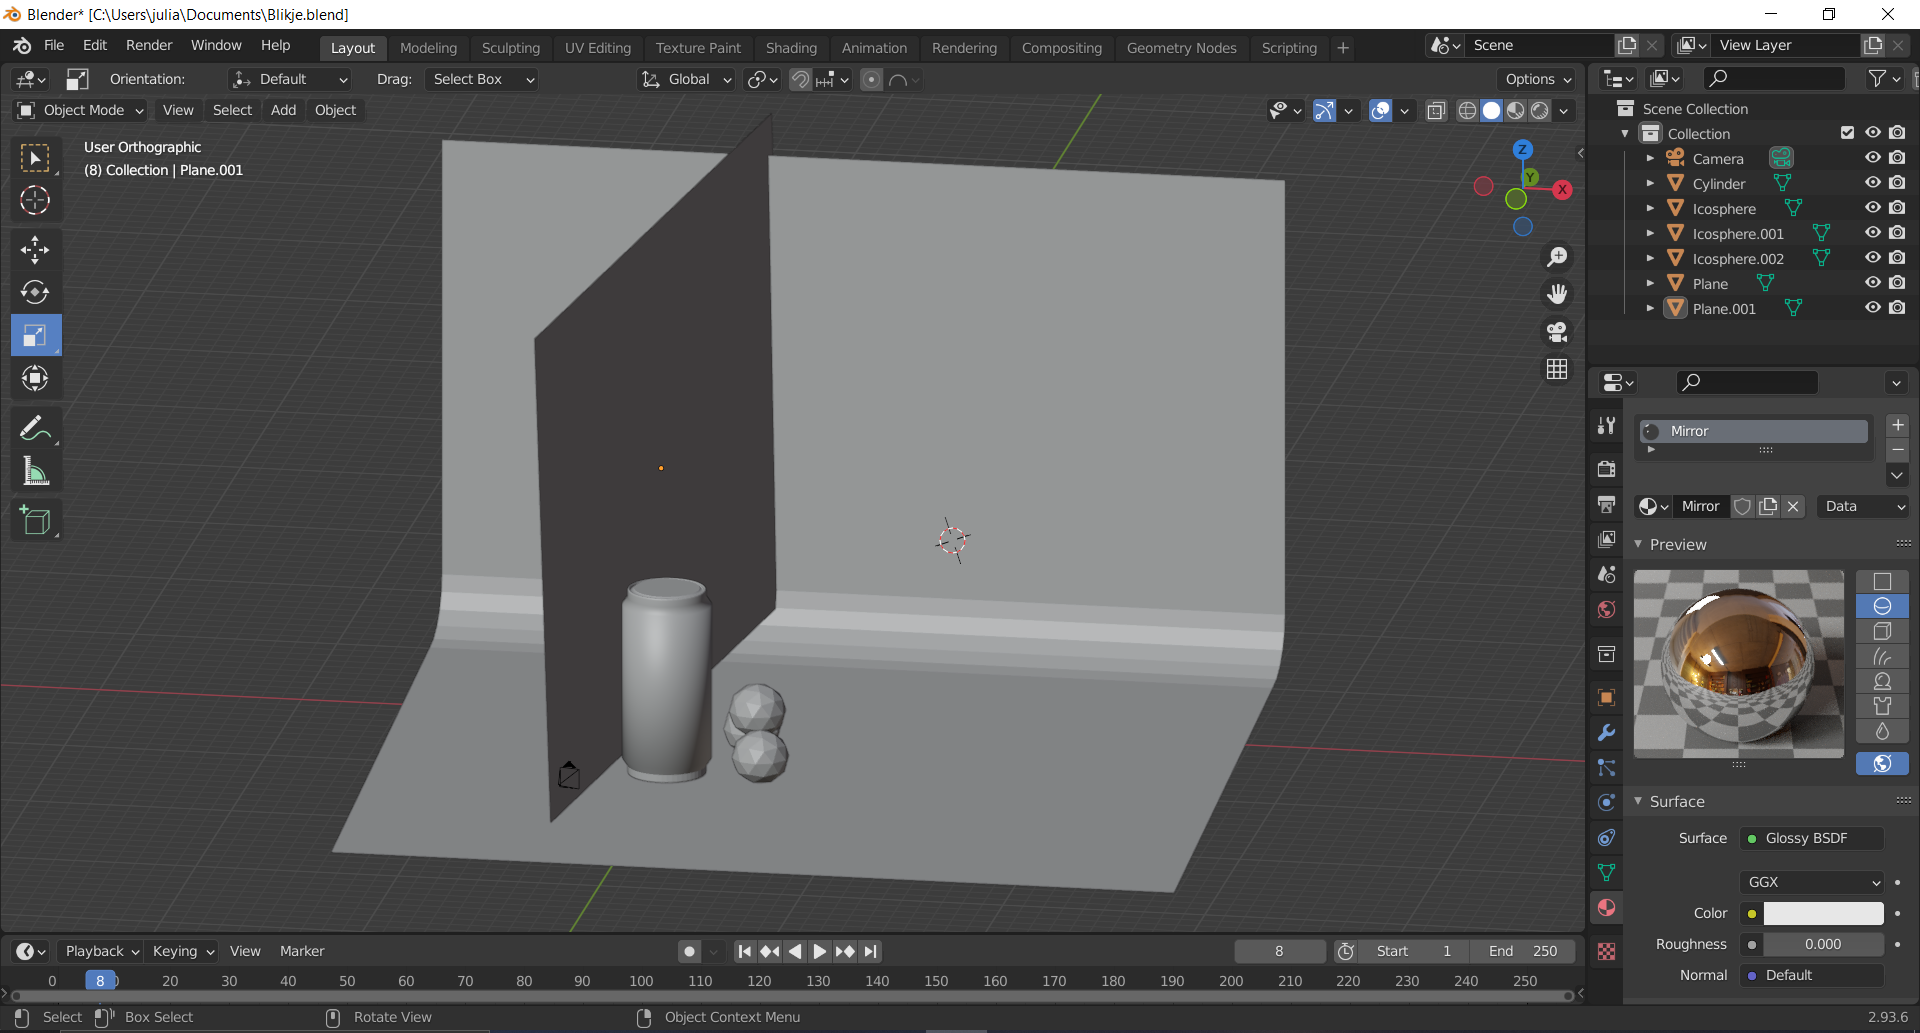 Blender* [C:\Users\julia\Documents\Blikje.blend]
File Edit Render Window Help Layout Modeling Sculpting UV Editing Texture Paint Shading Animation Rendering Compositing Geometry Nodes Scripting + Scene View Layer
Orientation: Default Drag: Select Box Global Options
Object Mode View Select Add Object
User Orthographic
(8) Collection | Plane.001
Z
Y
X
Scene Collection
Collection
Camera
Cylinder
Icosphere
Icosphere.001
Icosphere.002
Plane
Plane.001
Mirror
Mirror Data
Preview
Surface
Surface Glossy BSDF
GGX
Color
Roughness 0.000
Normal Default
Playback Keying View Marker 8 Start 1 End 250
0 8 20 30 40 50 60 70 80 90 100 110 120 130 140 150 160 170 180 190 200 210 220 230 240 250
Select Box Select Rotate View Object Context Menu 2.93.6